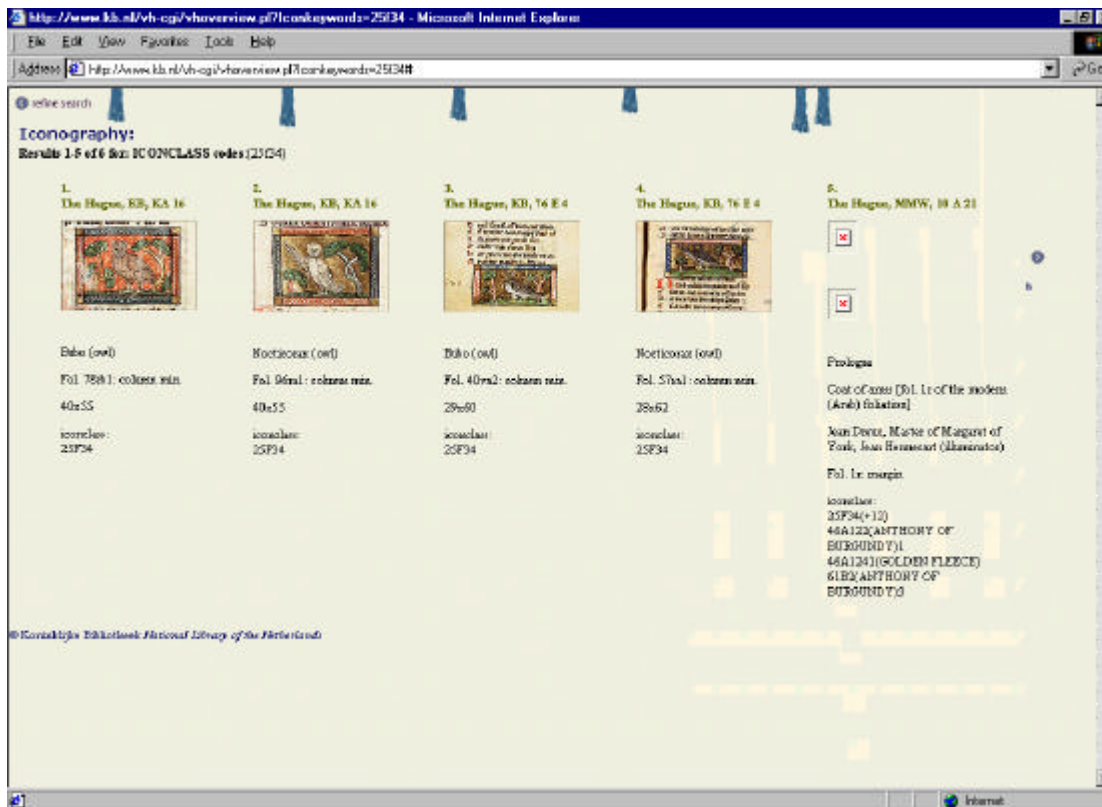 http://www.kb.nl/vh-cgi/vhoverview.pl?Iconkeywords=25f34 - Microsoft Internet Explorer
File Edit View Favorites Tools Help
Address http://www.kb.nl/vh-cgi/vhoverview.pl?Iconkeywords=25f34# Go
refine search
Iconography:
Results 1-5 of 6 for: ICONCLASS codes (25f34)
1.
The Hague, KB, KA 16
Bubo (owl)
column min.
40x55
iconclass:
25F34
2.
The Hague, KB, KA 16
Nocticorax (owl)
column min.
40x55
iconclass:
25F34
3.
The Hague, KB, 76 E 4
Bubo (owl)
Fol. 40va2: column min.
29x60
iconclass:
25F34
4.
The Hague, KB, 76 E 4
Nocticorax (owl)
column min.
28x62
iconclass:
25F34
5.
The Hague, MMW, 10 A 21
Prologue
Coat of arms [fol. 1r of the modern
(Arab) foliation]
Jean Dreux, Master of Margaret of
York, Jean Hennecart (illuminator)
Fol. 1r: margin
iconclass:
25F34(+12)
46A122(ANTHONY OF
BURGUNDY)1
46A1241(GOLDEN FLEECE)
61B2(ANTHONY OF
BURGUNDY)3
6
© Koninklijke Bibliotheek National Library of the Netherlands
Internet